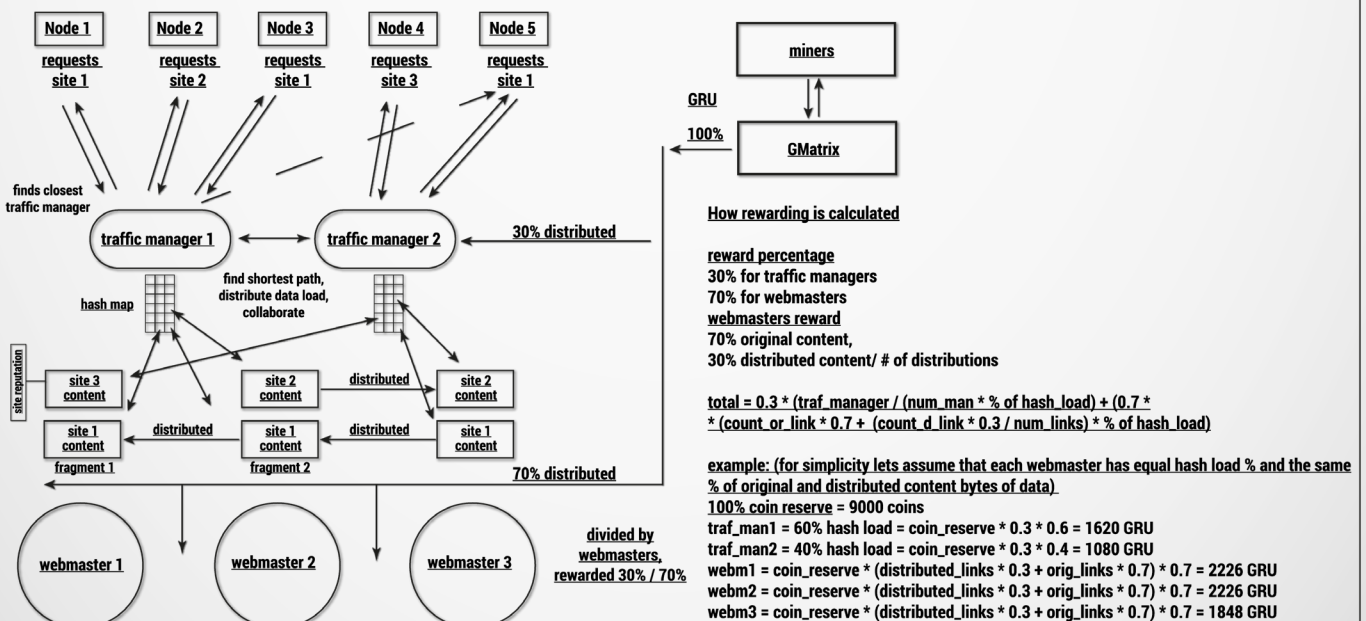 Node 1
Node 2
Node 3
Node 4
Node 5
requests
site 1
requests
site 2
requests
site 1
requests
site 3
requests
site 1
miners
GRU
100%
GMatrix
finds closest
traffic manager
traffic manager 1
traffic manager 2
30% distributed
hash map
find shortest path,
distribute data load,
collaborate
site reputation
site 3
content
site 2
content
distributed
site 2
content
site 1
content
distributed
site 1
content
distributed
site 1
content
fragment 1
fragment 2
70% distributed
webmaster 1
webmaster 2
webmaster 3
divided by
webmasters,
rewarded 30% / 70%
How rewarding is calculated
reward percentage
30% for traffic managers
70% for webmasters
webmasters reward
70% original content,
30% distributed content/ # of distributions
total = 0.3 * (traf_manager / (num_man * % of hash_load) + (0.7 *
* (count_or_link * 0.7 + (count_d_link * 0.3 / num_links) * % of hash_load)
example: (for simplicity lets assume that each webmaster has equal hash load % and the same
% of original and distributed content bytes of data)
100% coin reserve = 9000 coins
traf_man1 = 60% hash load = coin_reserve * 0.3 * 0.6 = 1620 GRU
traf_man2 = 40% hash load = coin_reserve * 0.3 * 0.4 = 1080 GRU
webm1 = coin_reserve * (distributed_links * 0.3 + orig_links * 0.7) * 0.7 = 2226 GRU
webm2 = coin_reserve * (distributed_links * 0.3 + orig_links * 0.7) * 0.7 = 2226 GRU
webm3 = coin_reserve * (distributed_links * 0.3 + orig_links * 0.7) * 0.7 = 1848 GRU